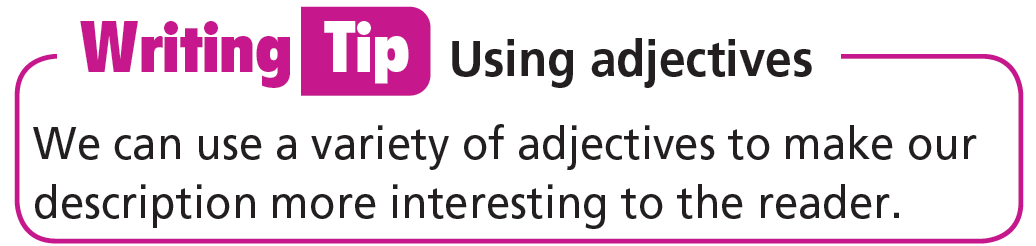 Writing Tip Using adjectives
We can use a variety of adjectives to make our
description more interesting to the reader.